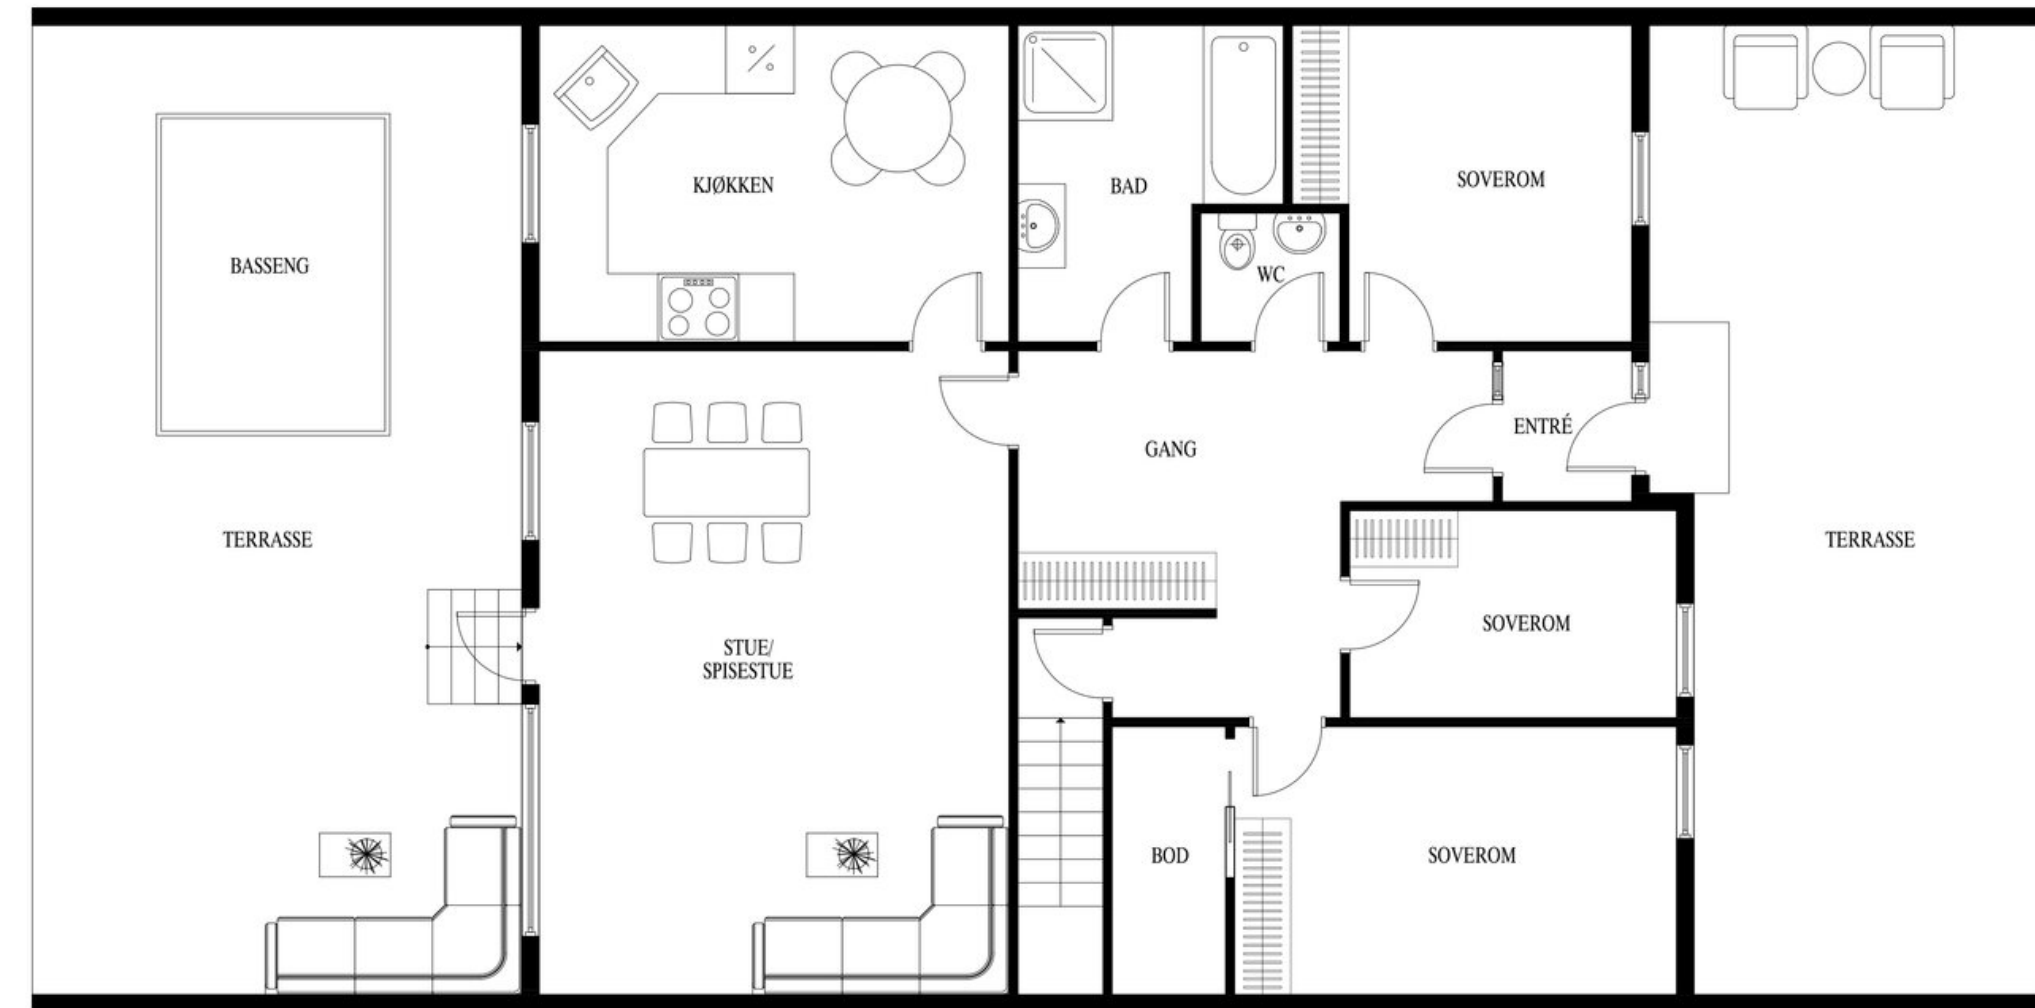 KJØKKEN
BAD
SOVEROM
BASSENG
WC
ENTRÉ
GANG
TERRASSE
TERRASSE
STUE/
SPISESTUE
SOVEROM
BOD
SOVEROM